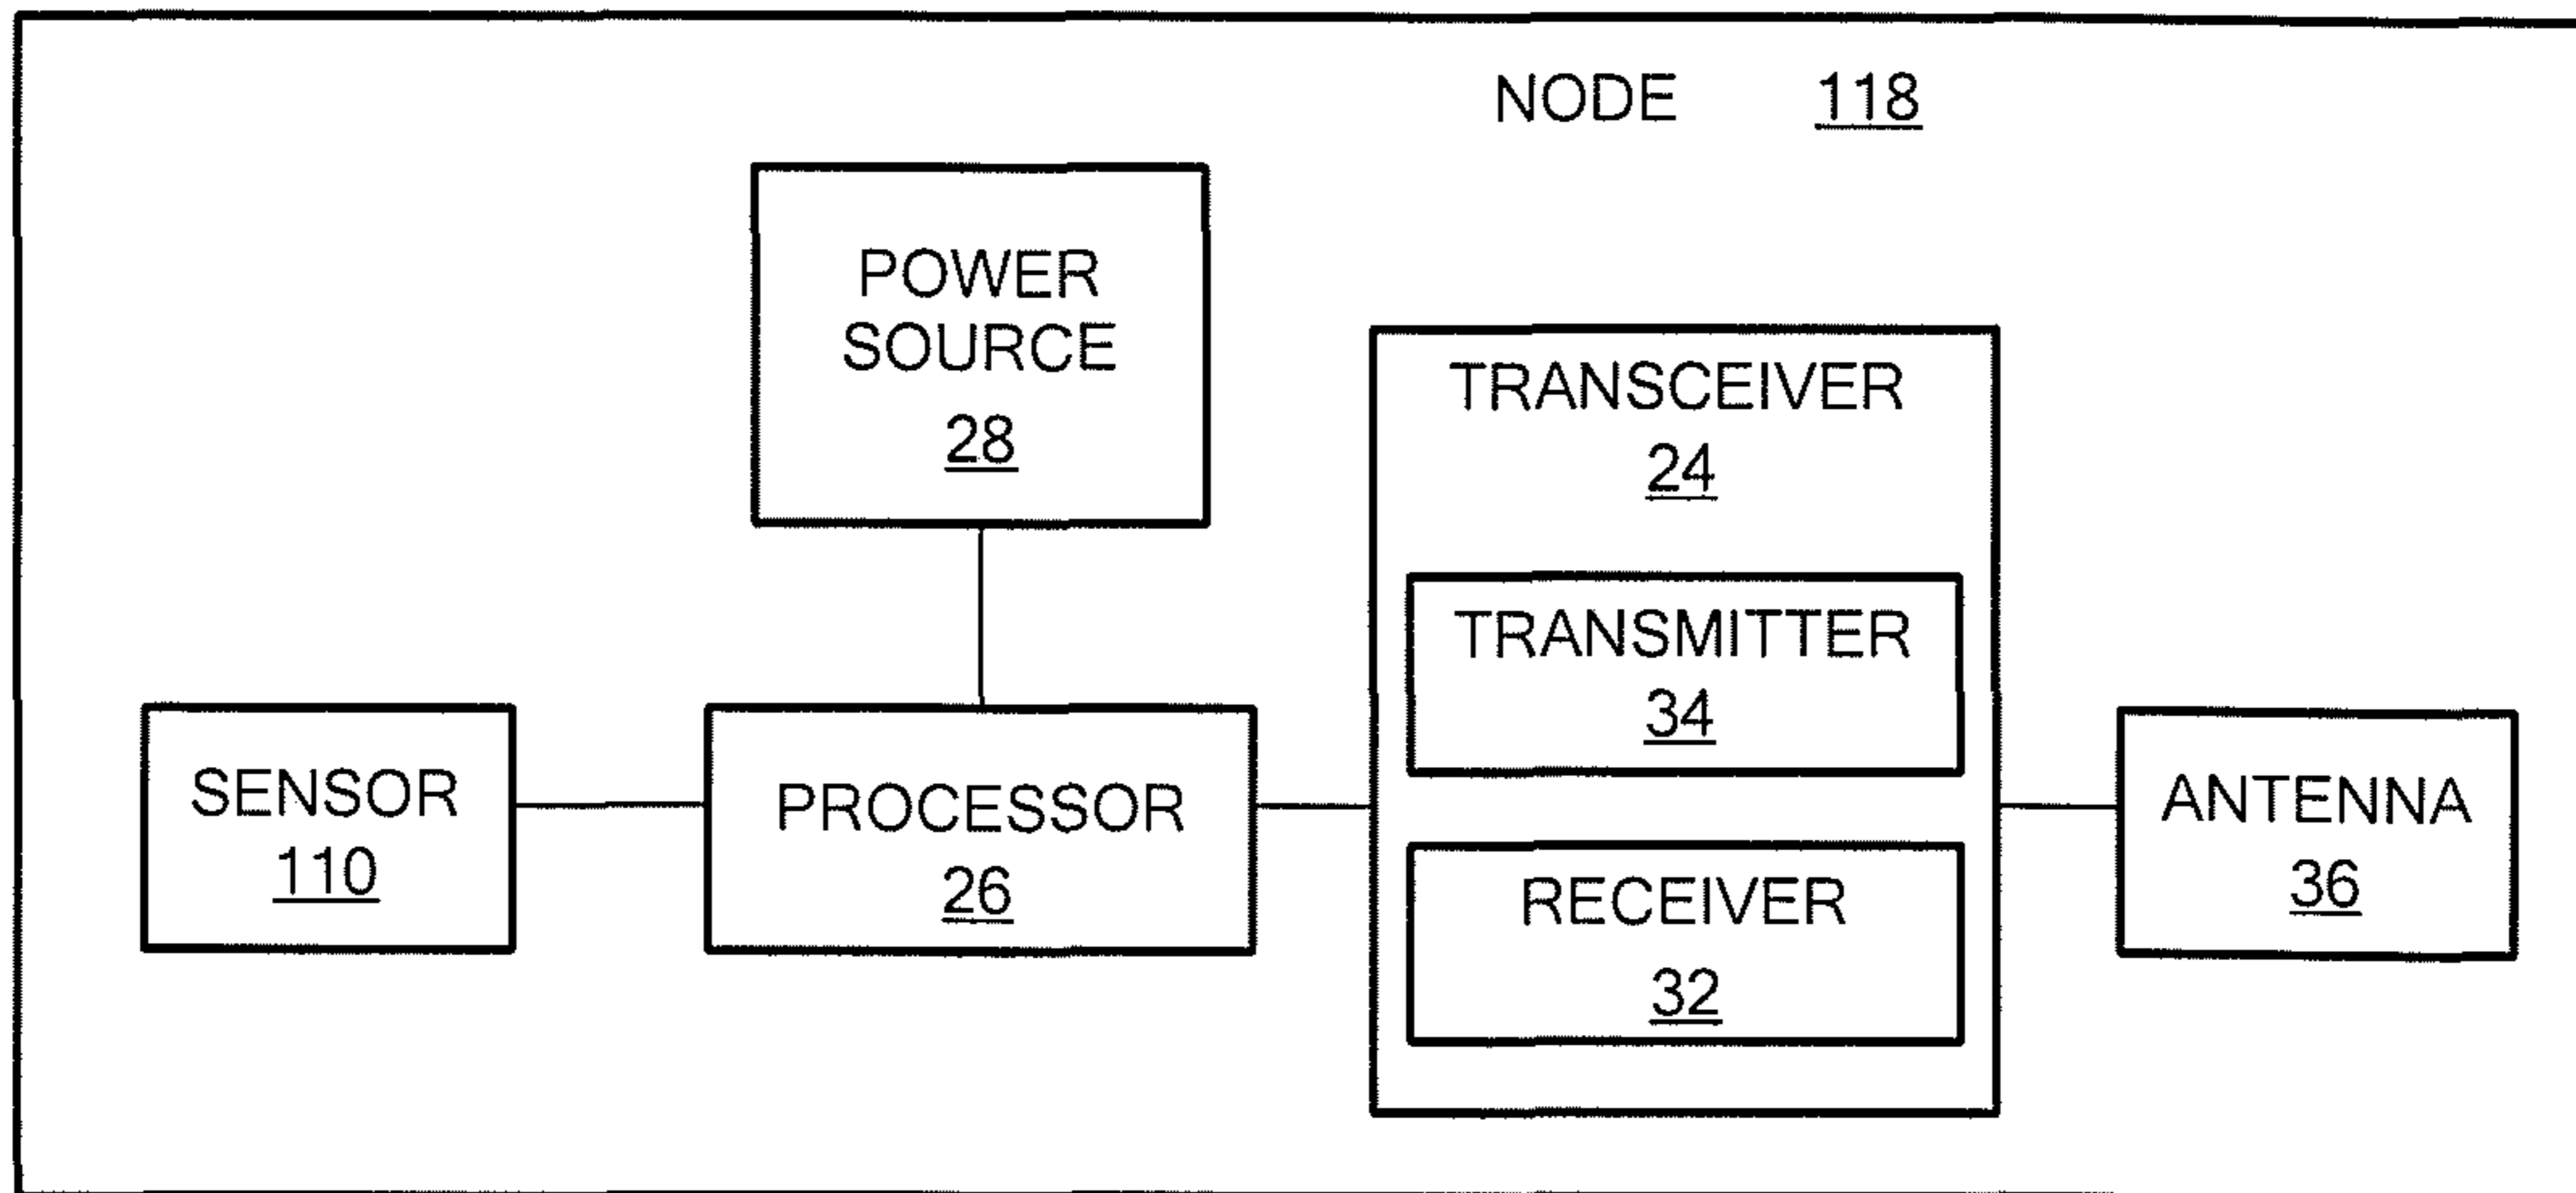 NODE 118
POWER
SOURCE
28
TRANSCEIVER
24
TRANSMITTER
34
SENSOR
110
PROCESSOR
26
RECEIVER
32
ANTENNA
36